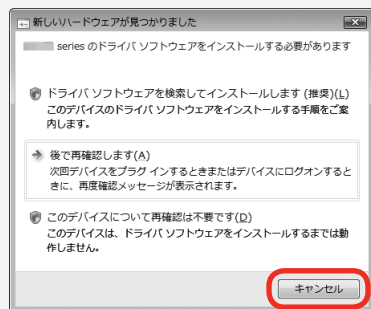 新しいハードウェアが見つかりました
series のドライバ ソフトウェアをインストールする必要があります
ドライバ ソフトウェアを検索してインストールします (推奨)(L)
このデバイスのドライバ ソフトウェアをインストールする手順をご案
内します。
後で再確認します(A)
次回デバイスをプラグ インするときまたはデバイスにログオンすると
きに、再度確認メッセージが表示されます。
このデバイスについて再確認は不要です(D)
このデバイスは、ドライバ ソフトウェアをインストールするまでは動
作しません。
キャンセル